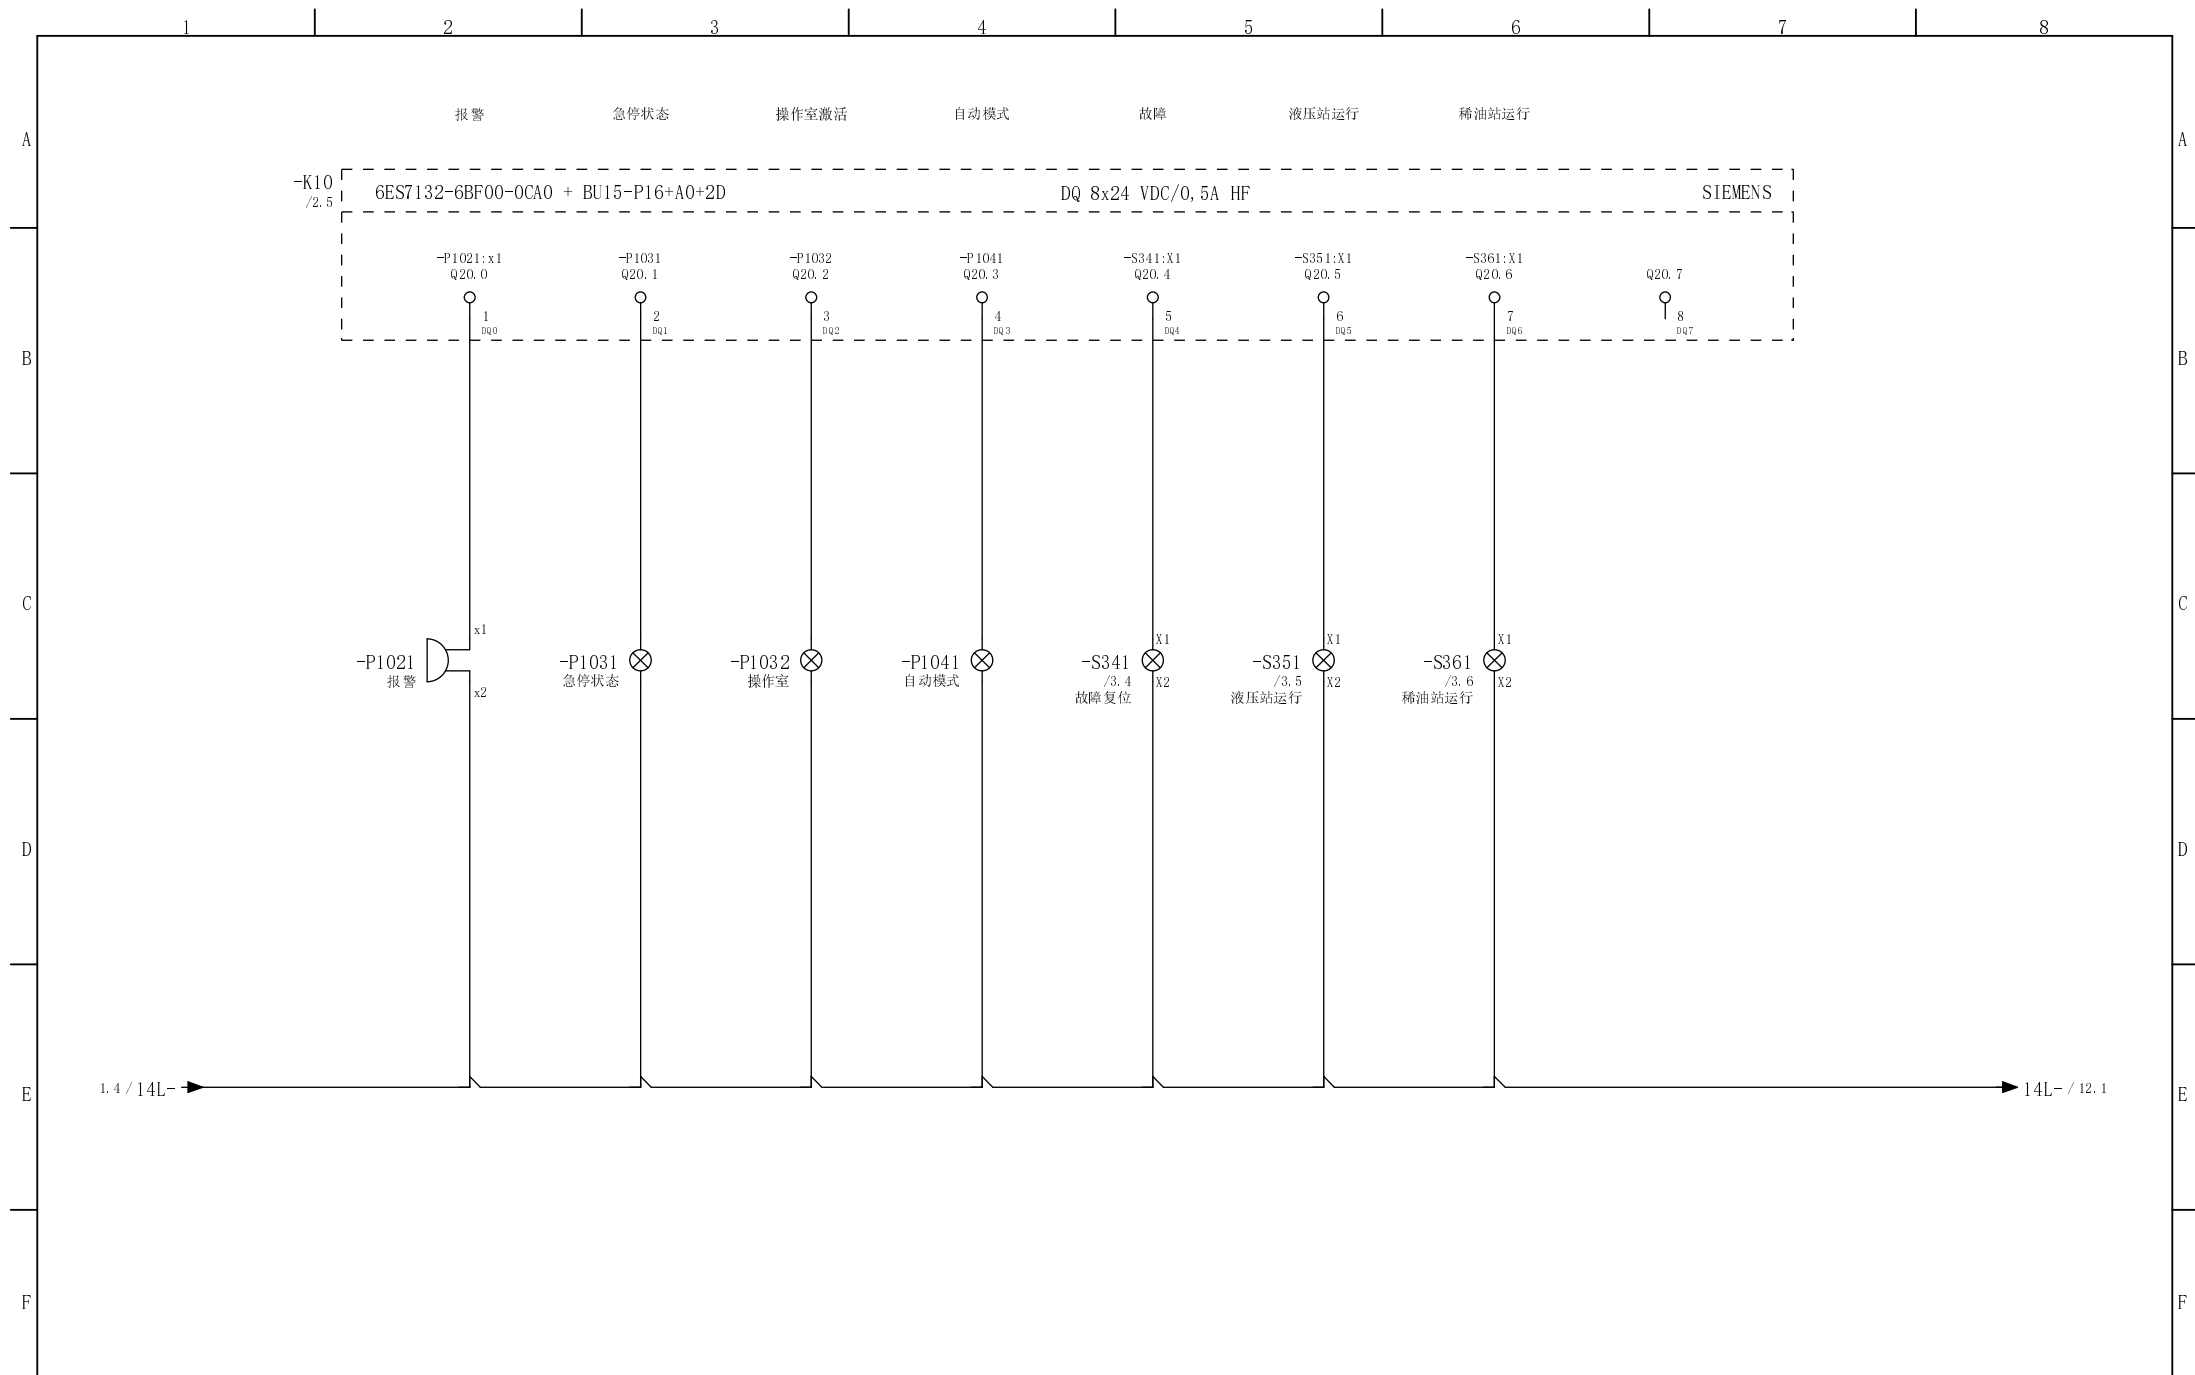 1 2 3 4 5 6 7 8
报警 急停状态 操作室激活 自动模式 故障 液压站运行 稀油站运行
A A
-K10 6ES7132-6BF00-0CA0 + BU15-P16+A0+2D DQ 8x24 VDC/0,5A HF SIEMENS
/2.5
-P1021:x1 -P1031 -P1032 -P1041 -S341:X1 -S351:X1 -S361:X1
Q20.0 Q20.1 Q20.2 Q20.3 Q20.4 Q20.5 Q20.6 Q20.7
1 2 3 4 5 6 7 8
DQ0 DQ1 DQ2 DQ3 DQ4 DQ5 DQ6 DQ7
B B
C C
x1 X1 X1 X1
-P1021 -P1031 -P1032 -P1041 -S341 -S351 -S361
报警 急停状态 操作室 自动模式 /3.4 X2 /3.5 X2 /3.6 X2
x2 故障复位 液压站运行 稀油站运行
D D
1.4 / 14L- 14L- / 12.1
E E
F F